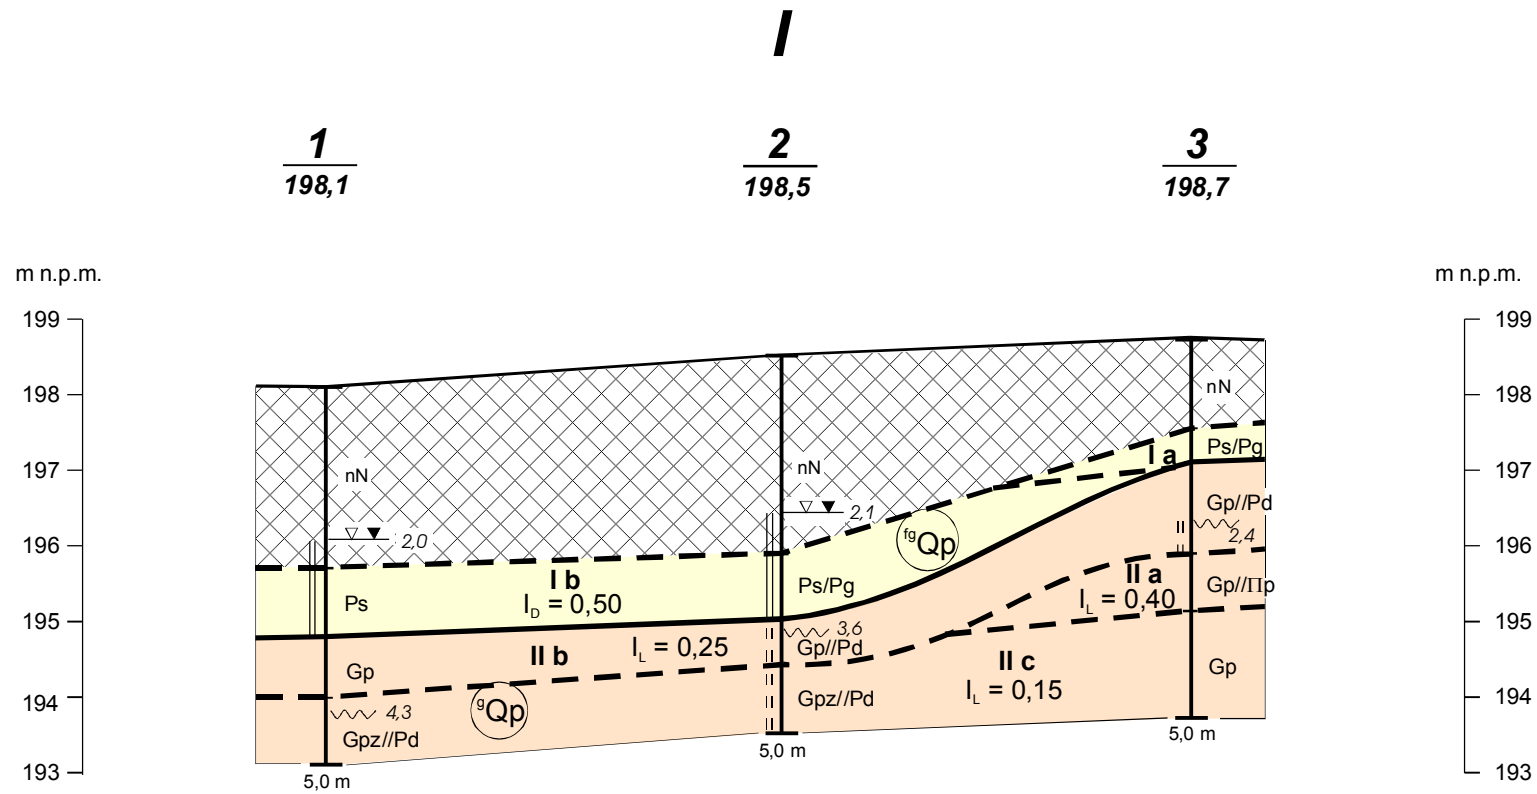 I
1 2 3
198,1 198,5 198,7
m n.p.m. m n.p.m.
199 199
198 nN 198
197 nN nN I a Ps/Pg 197
2,0 2,1 Gp//Pd
196 fgQp 2,4 196
I b Ps/Pg II a Gp//Πp
Ps I_D = 0,50 I_L = 0,40
195 3,6 195
II b I_L = 0,25 Gp//Pd
Gp II c Gp
194 gQp Gpz//Pd I_L = 0,15 194
4,3
Gpz//Pd 5,0 m
193 5,0 m 193
5,0 m